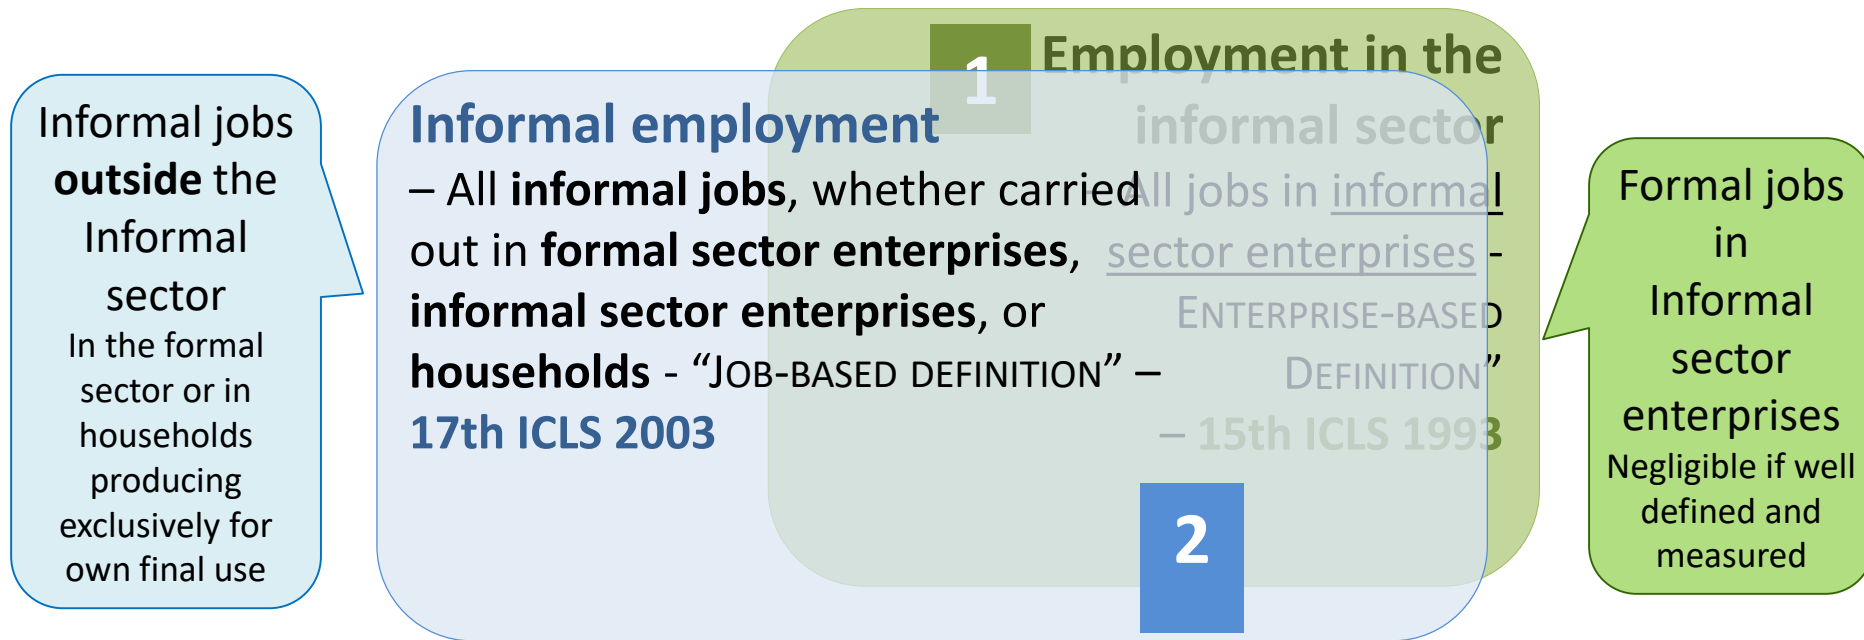 Informal jobs
outside the
Informal
sector
In the formal
sector or in
households
producing
exclusively for
own final use
Informal employment
– All informal jobs, whether carried
out in formal sector enterprises,
informal sector enterprises, or
households - “JOB-BASED DEFINITION” –
17th ICLS 2003
1
Employment in the
informal sector
- All jobs in informal
sector enterprises -
ENTERPRISE-BASED
DEFINITION”
– 15th ICLS 1993
2
Formal jobs
in
Informal
sector
enterprises
Negligible if well
defined and
measured